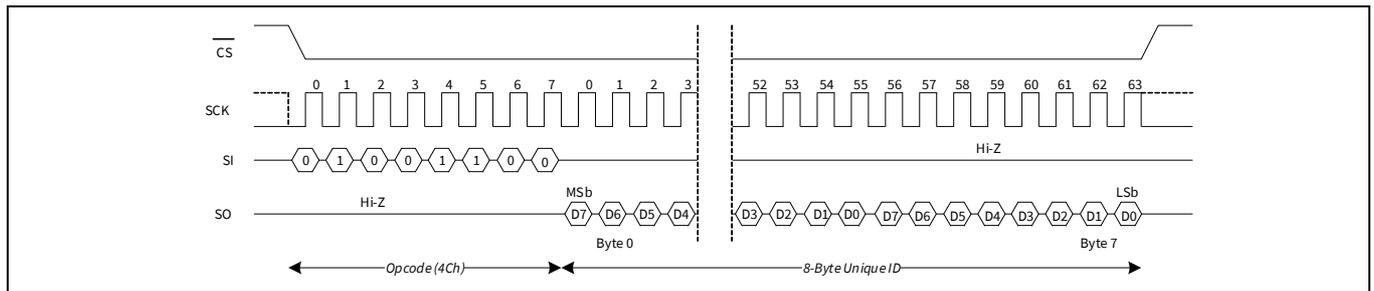 CS
0 1 2 3 4 5 6 7 0 1 2 3 52 53 54 55 56 57 58 59 60 61 62 63
SCK
Hi-Z
SI 0 1 0 0 1 1 0 0
MSb LSb
Hi-Z
SO D7 D6 D5 D4 D3 D2 D1 D0 D7 D6 D5 D4 D3 D2 D1 D0
Byte 0 Byte 7
Opcode (4Ch) 8-Byte Unique ID